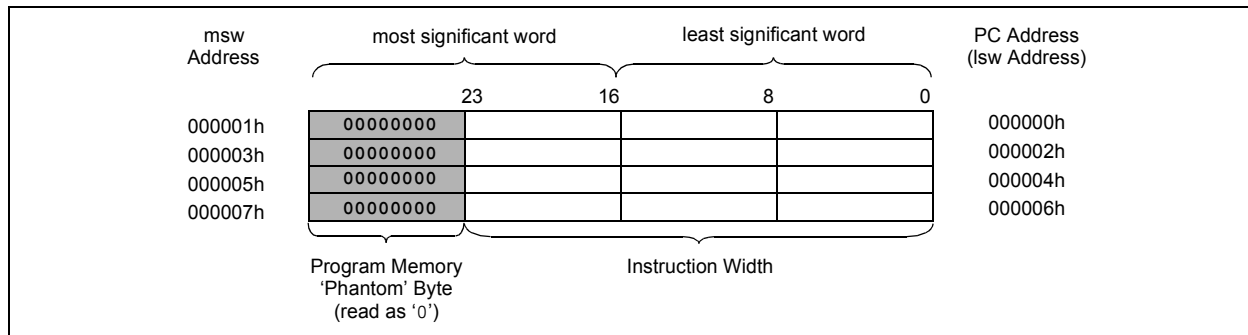 msw
Address
most significant word
least significant word
PC Address
(lsw Address)
23
16
8
0
000001h
00000000
000000h
000003h
00000000
000002h
000005h
00000000
000004h
000007h
00000000
000006h
Program Memory
‘Phantom’ Byte
(read as ‘0’)
Instruction Width